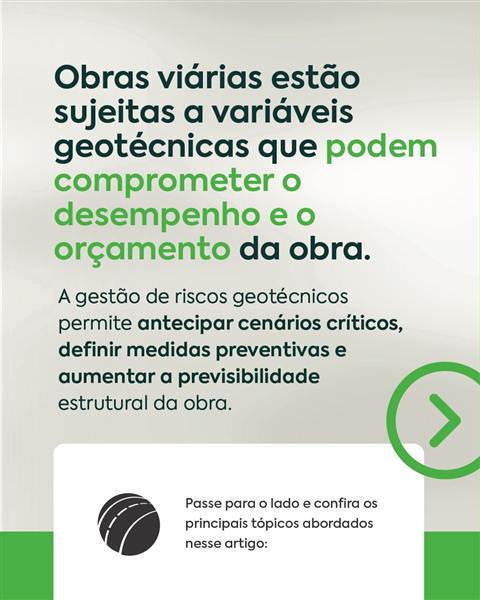 Obras viárias estão
sujeitas a variáveis
geotécnicas que podem
comprometer o
desempenho e o
orçamento da obra.
A gestão de riscos geotécnicos
permite antecipar cenários críticos,
definir medidas preventivas e
aumentar a previsibilidade
estrutural da obra.
Passe para o lado e confira os
principais tópicos abordados
nesse artigo: